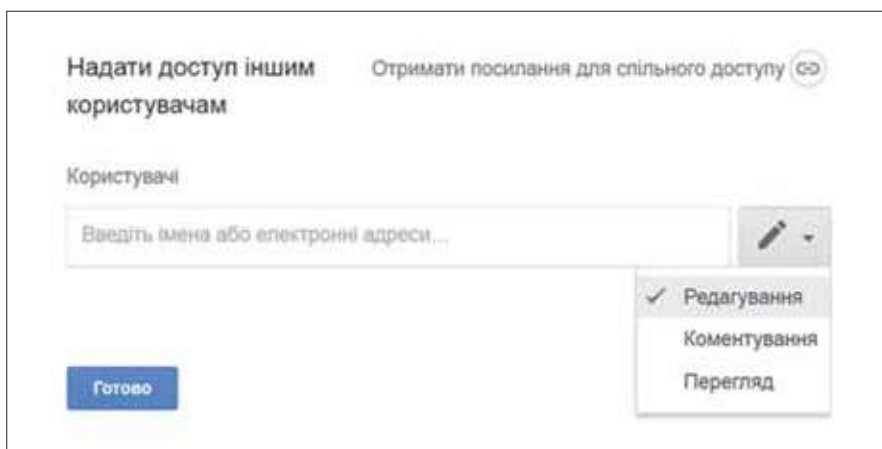 Надати доступ іншим
користувачам
Отримати посилання для спільного доступу
Користувачі
Введіть імена або електронні адреси...
Редагування
Коментування
Перегляд
Готово